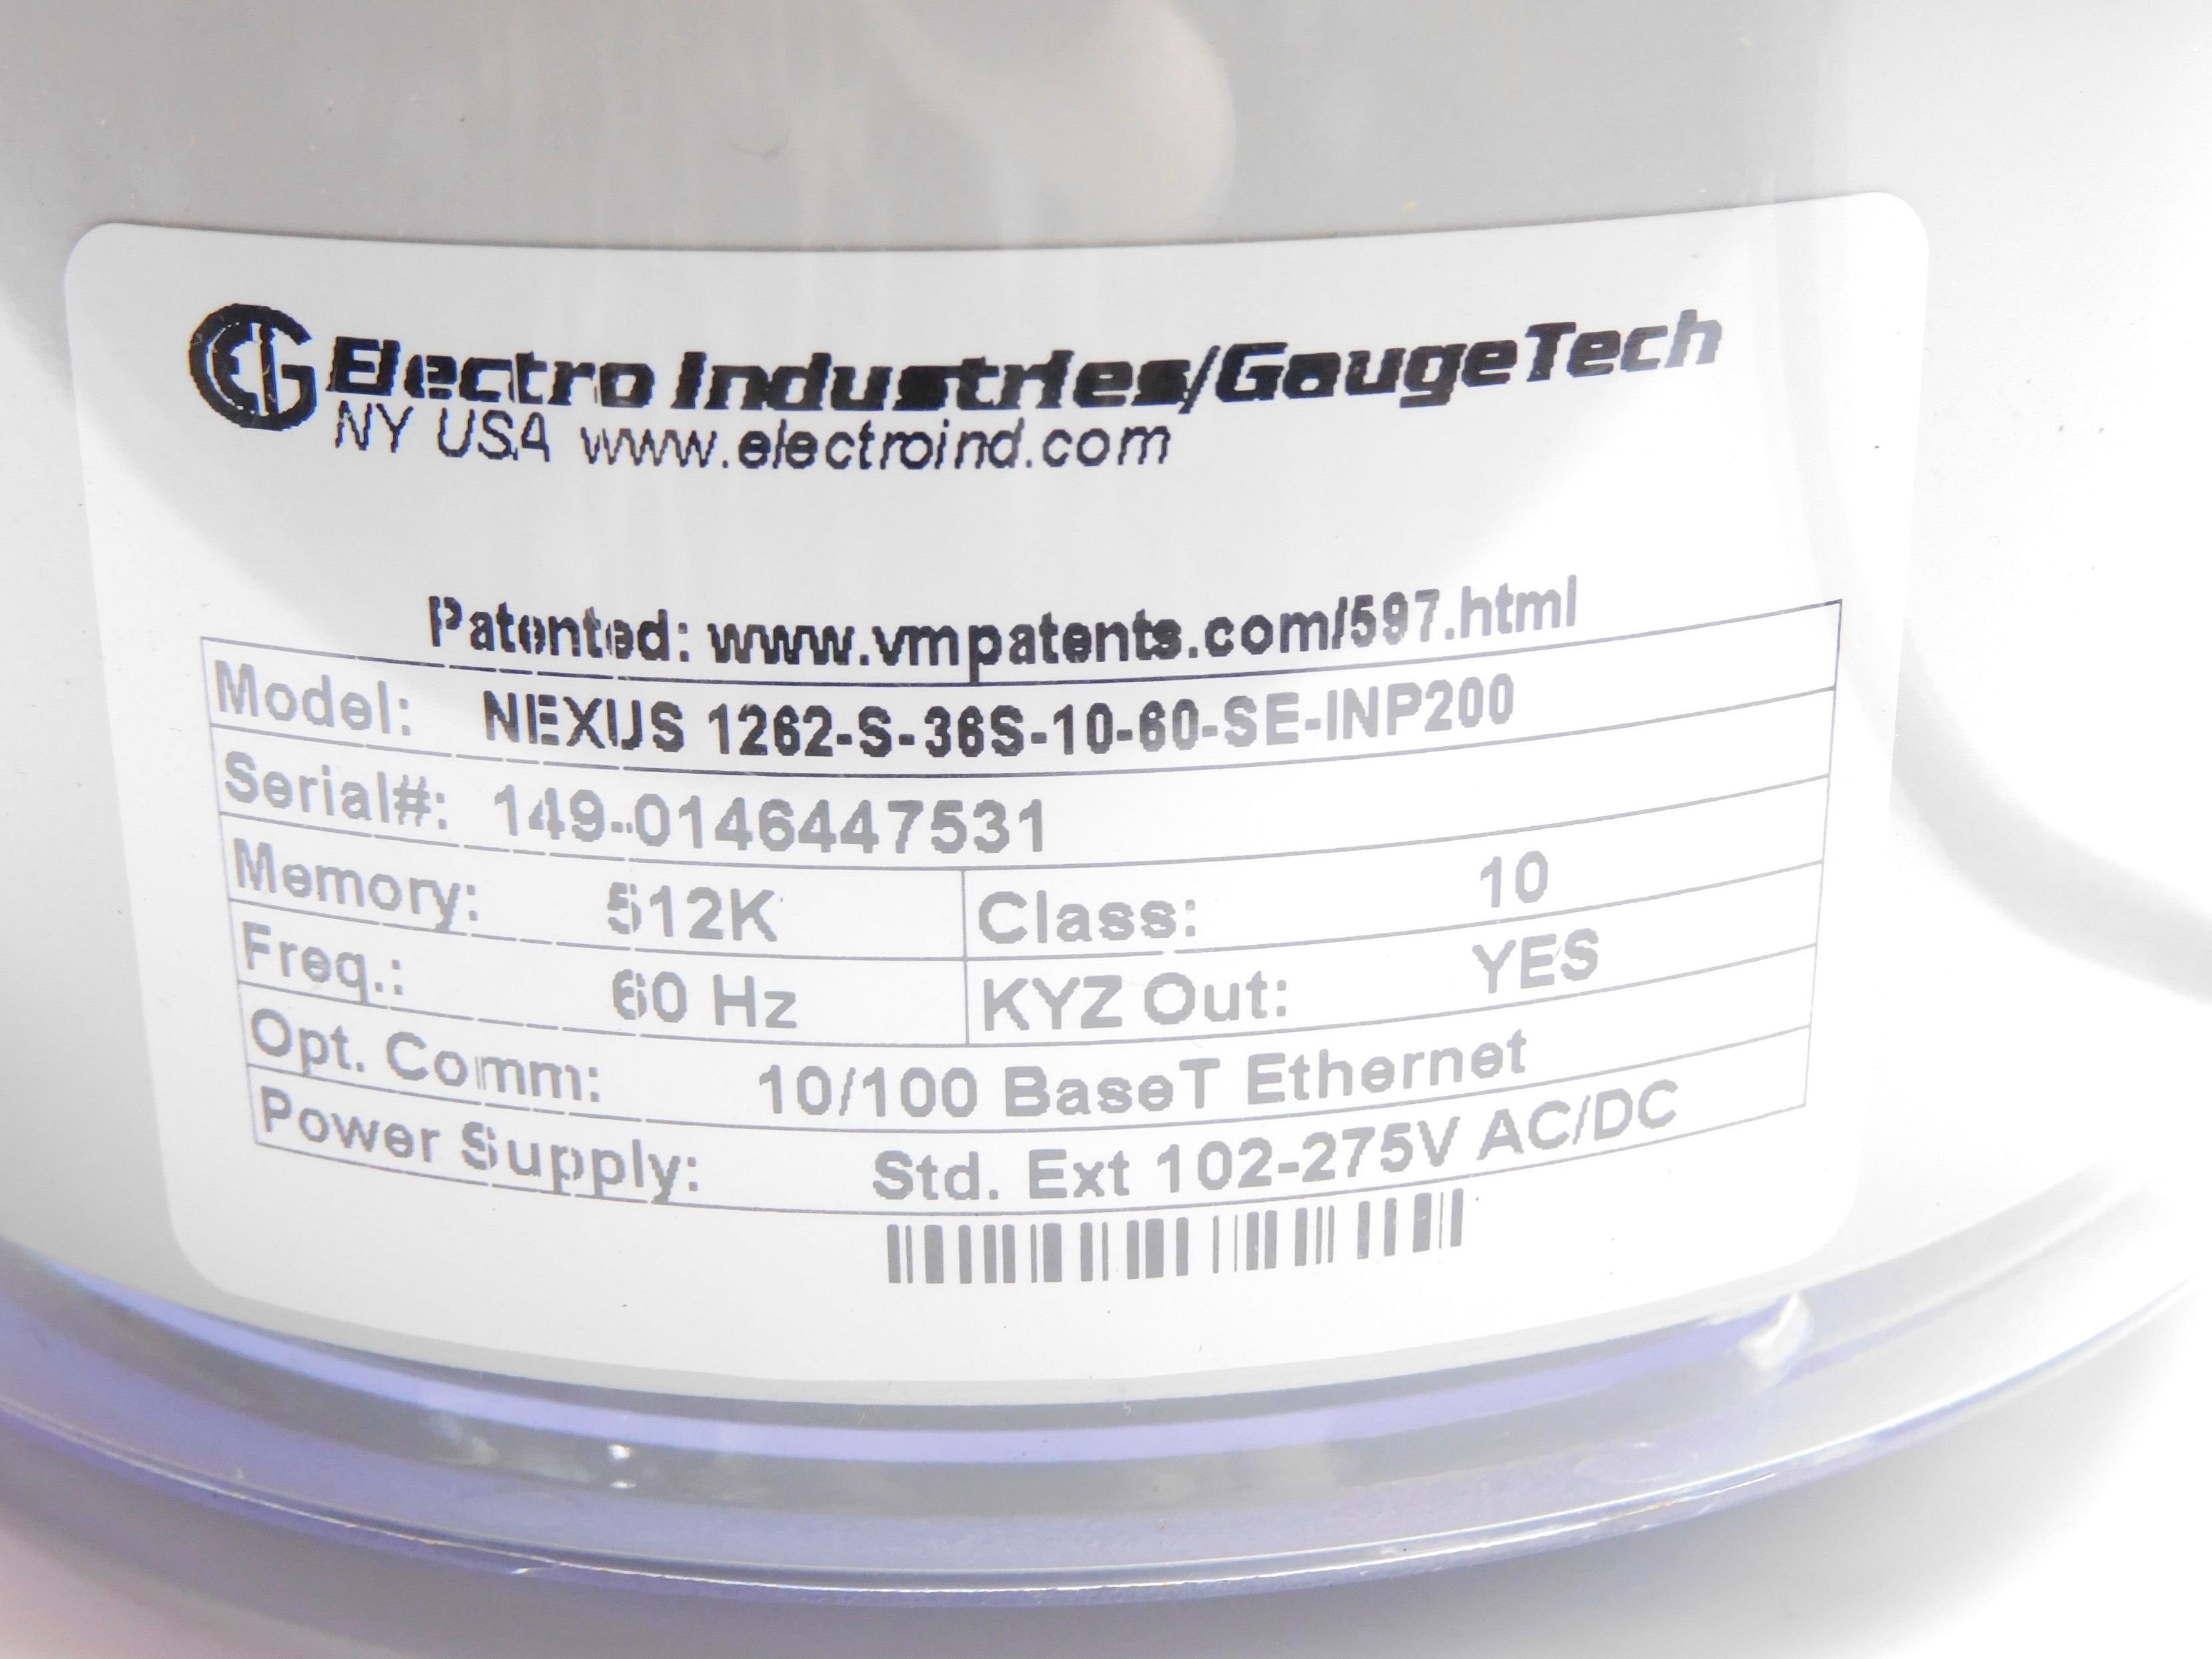 EIG Electro Industries/GaugeTech
NY USA www.electroind.com
Patented: www.vmpatents.com/597.html
Model: NEXUS 1262-S-36S-10-60-SE-INP200
Serial#: 149-0146447531
Memory: 512K Class: 10
Freq.: 60 Hz KYZ Out: YES
Opt. Comm: 10/100 BaseT Ethernet
Power Supply: Std. Ext 102-275V AC/DC